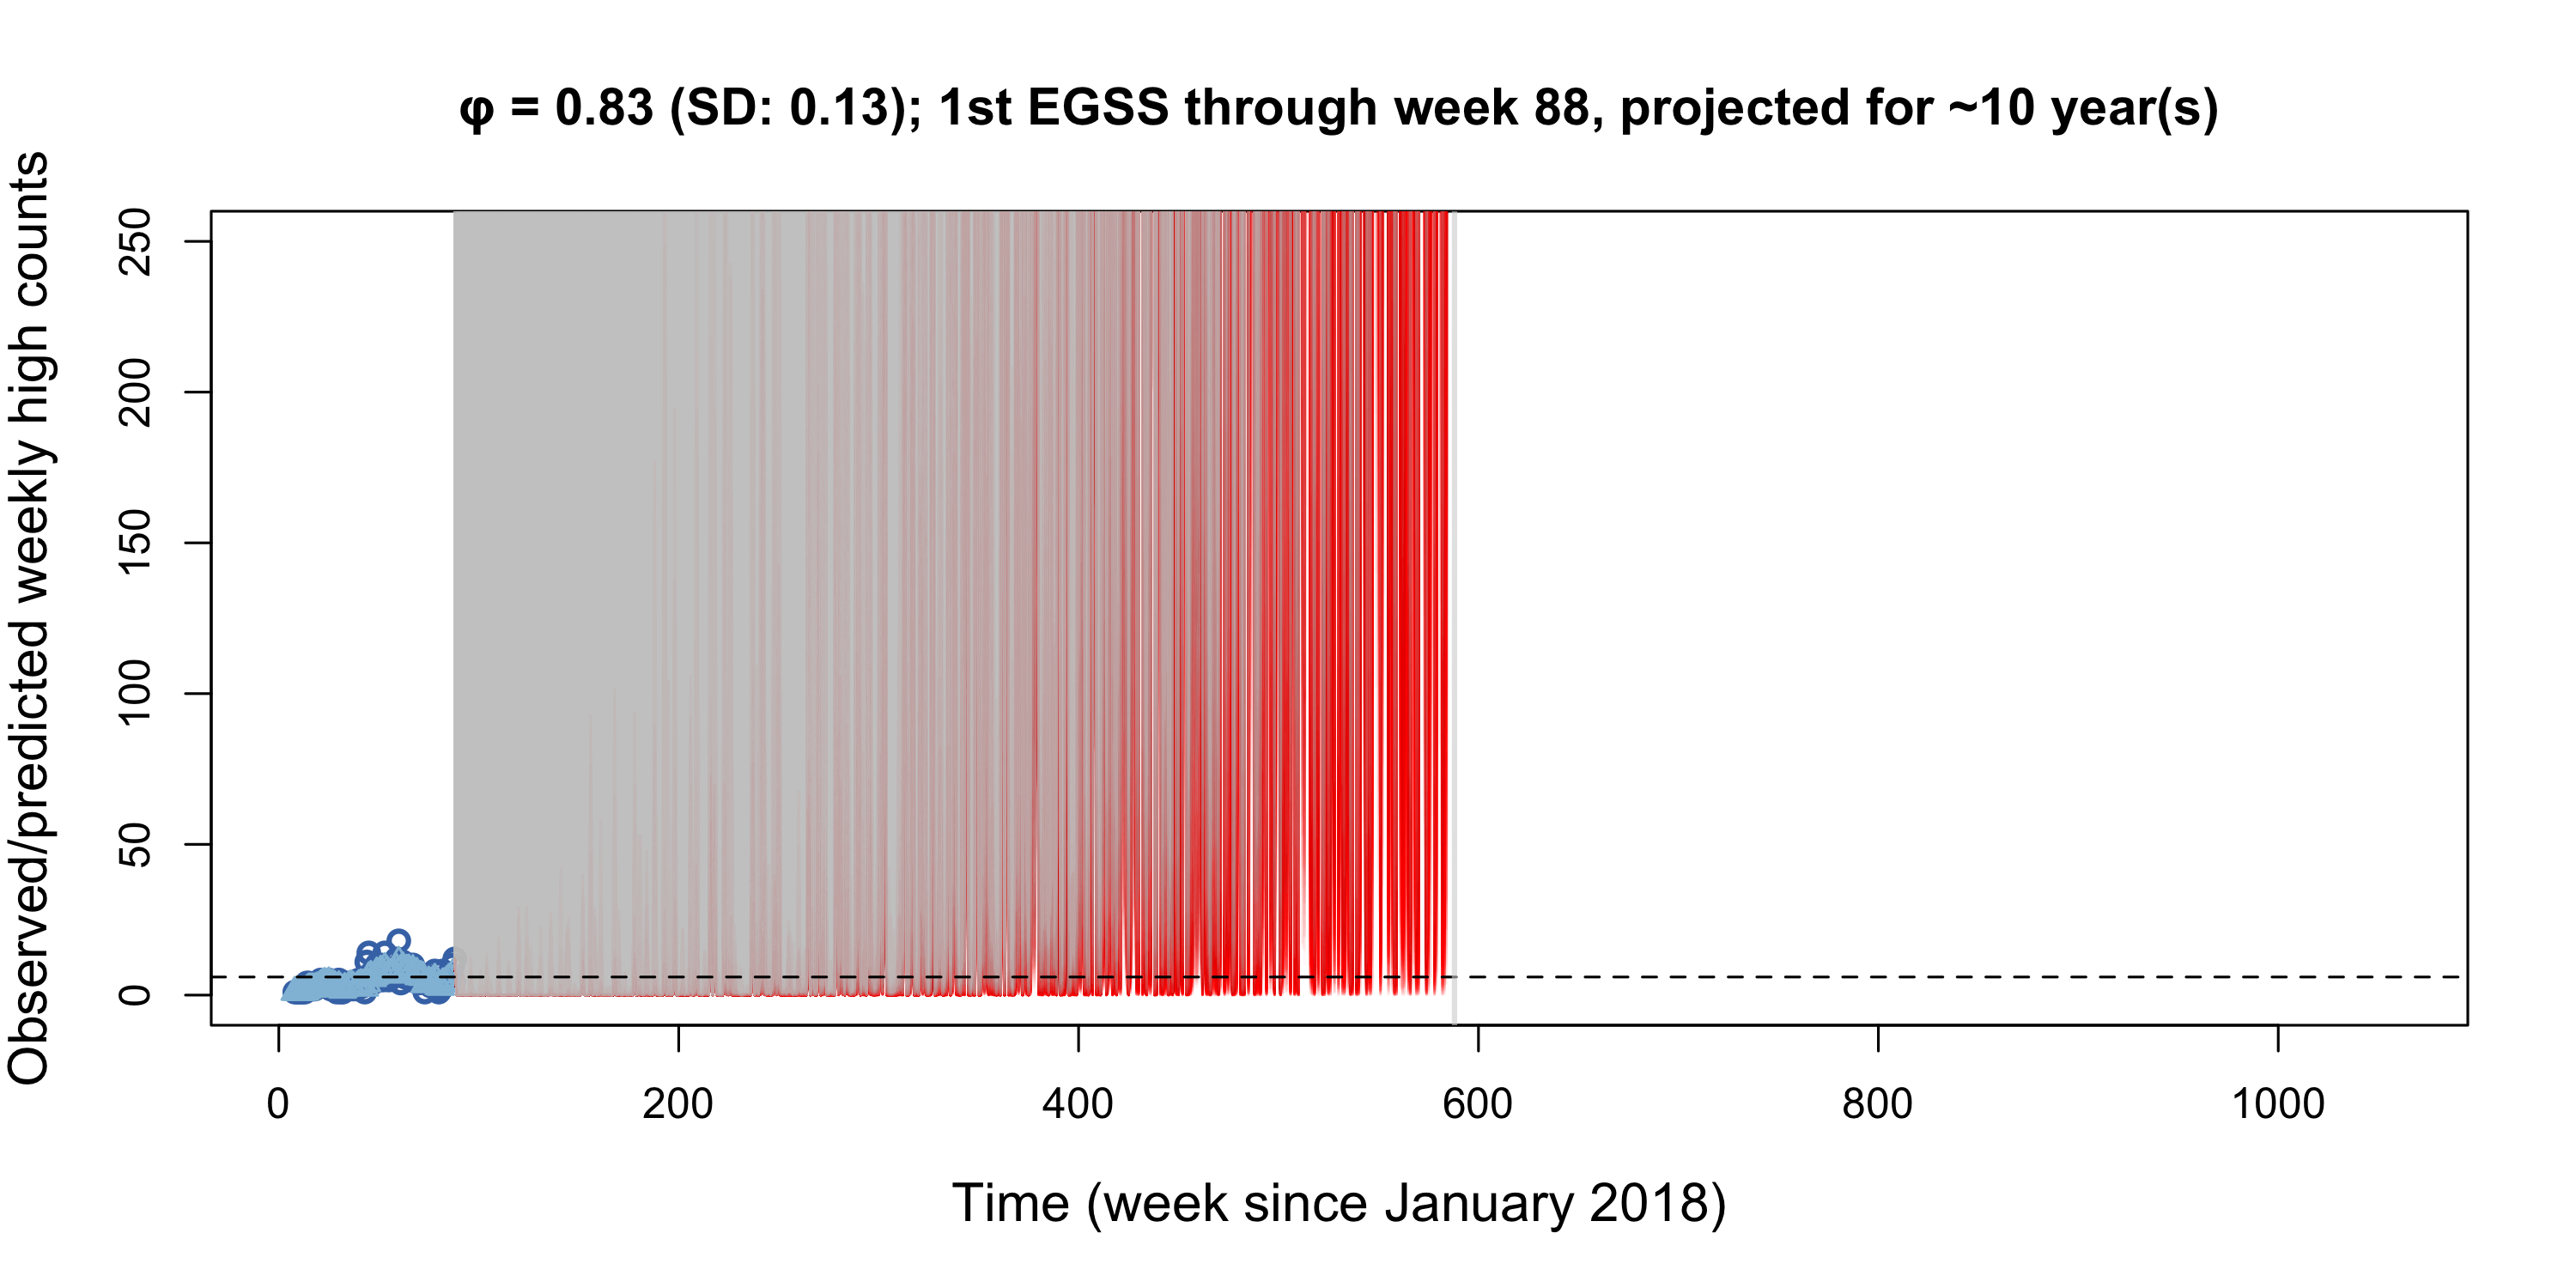 φ = 0.83 (SD: 0.13); 1st EGSS through week 88, projected for ~10 year(s)
Observed/predicted weekly high counts
250
200
150
100
50
0
0 200 400 600 800 1000
Time (week since January 2018)